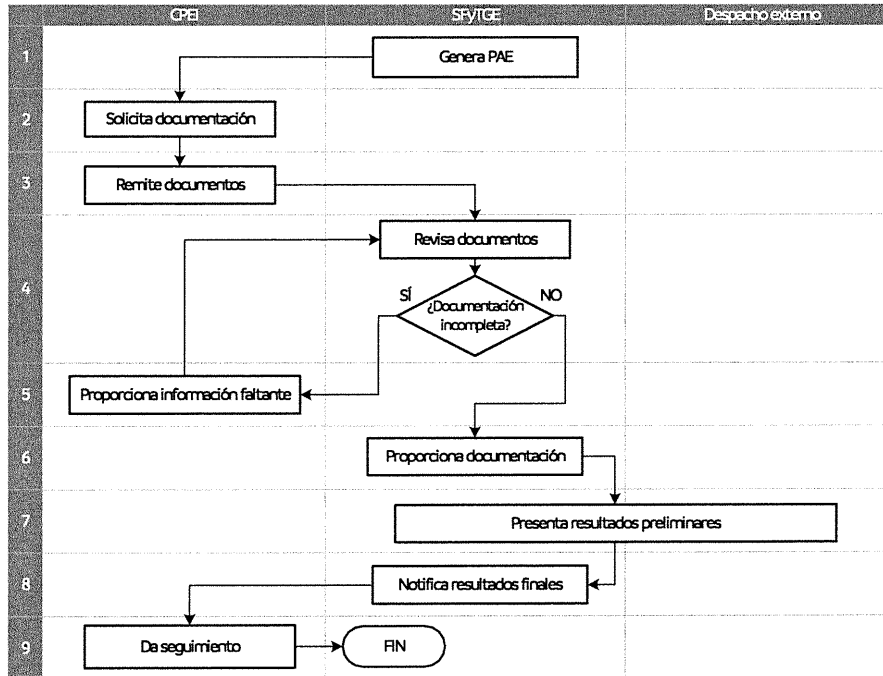 CPEI SFyTGE Despacho externo
1 Genera PAE
2 Solicita documentación
3 Remite documentos
Revisa documentos
4
SÍ NO
¿Documentación
incompleta?
5 Proporciona información faltante
6 Proporciona documentación
7 Presenta resultados preliminares
8 Notifica resultados finales
9 Da seguimiento FIN